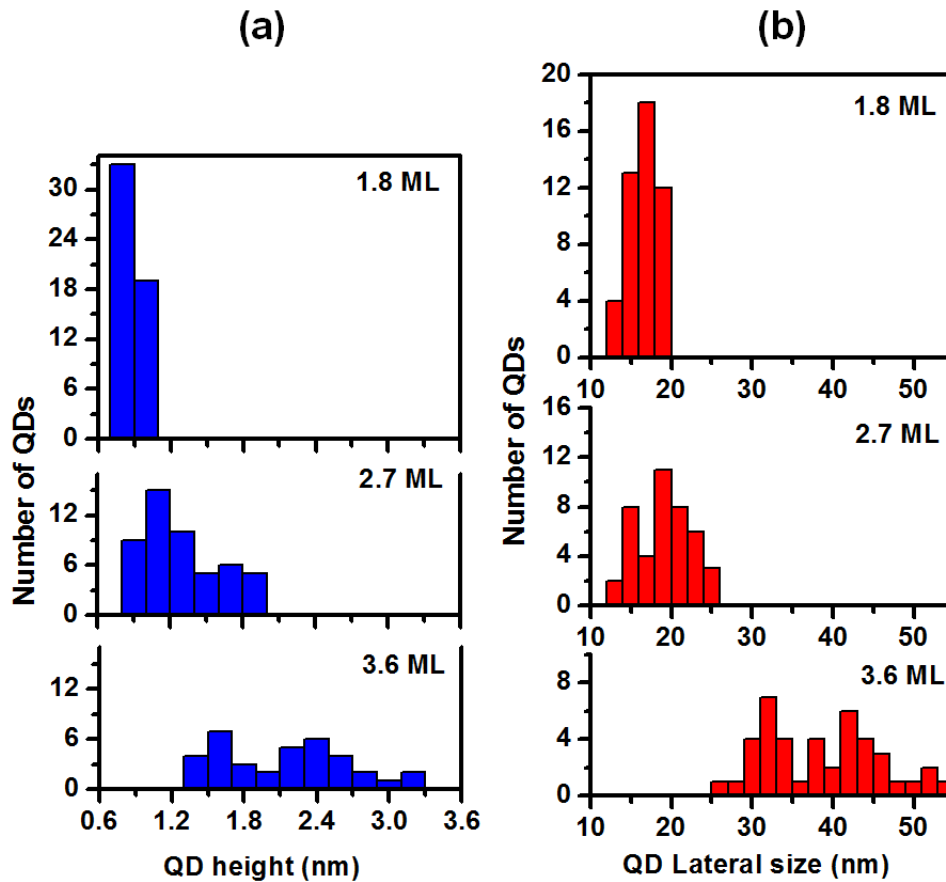 (a)
Number of QDs
1.8 ML
30
24
18
12
6
0
2.7 ML
12
6
0
3.6 ML
12
6
0
0.6 1.2 1.8 2.4 3.0 3.6
QD height (nm)
(b)
Number of QDs
1.8 ML
20
16
12
8
4
0
10 20 30 40 50
2.7 ML
16
12
8
4
0
10 20 30 40 50
3.6 ML
8
4
0
10 20 30 40 50
QD Lateral size (nm)